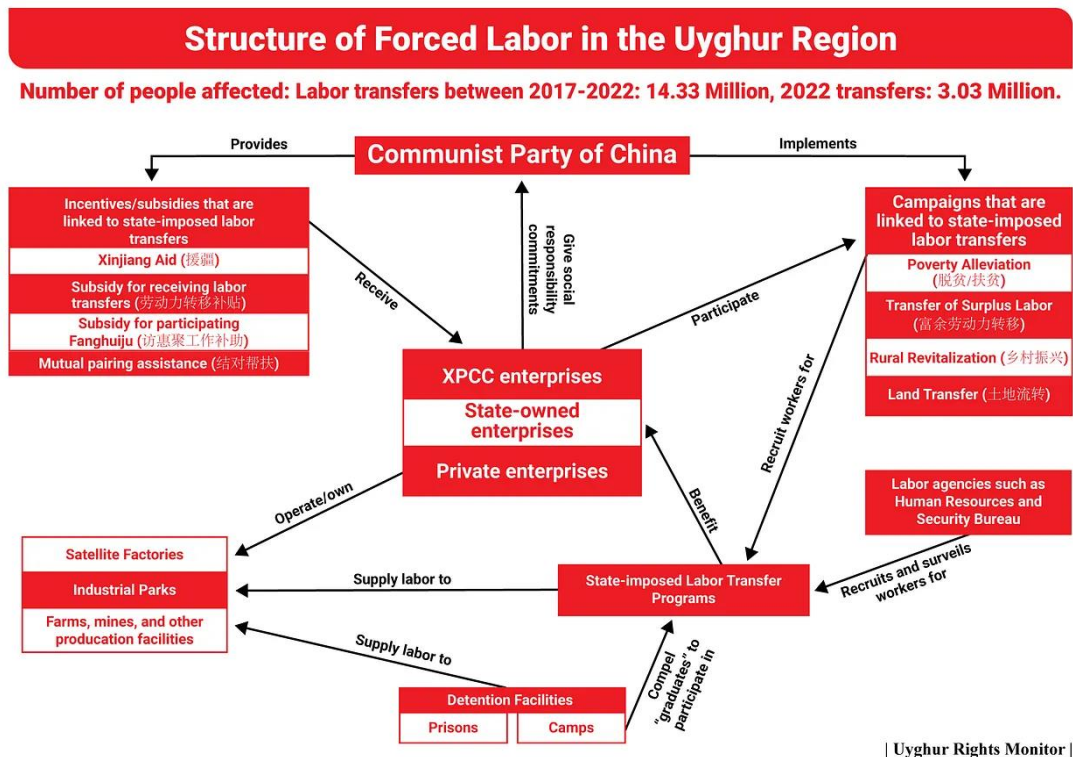 Structure of Forced Labor in the Uyghur Region
Number of people affected: Labor transfers between 2017-2022: 14.33 Million, 2022 transfers: 3.03 Million.
Provides
Communist Party of China
Implements
Incentives/subsidies that are
linked to state-imposed labor
transfers
Xinjiang Aid (援疆)
Subsidy for receiving labor
transfers (劳动力转移补贴)
Subsidy for participating
Fanghuiju (访惠聚工作补助)
Mutual pairing assistance (结对帮扶)
Receive
Give social
responsibility
commitments
Participate
Campaigns that are
linked to state-imposed
labor transfers
Poverty Alleviation
(脱贫/扶贫)
Transfer of Surplus Labor
(富余劳动力转移)
Rural Revitalization (乡村振兴)
Land Transfer (土地流转)
XPCC enterprises
State-owned
enterprises
Private enterprises
Recruit workers for
Operate/own
Benefit
Labor agencies such as
Human Resources and
Security Bureau
Satellite Factories
Industrial Parks
Farms, mines, and other
producation facilities
Supply labor to
State-imposed Labor Transfer
Programs
Recruits and surveils
workers for
Supply labor to
Compel
"graduates" to
participate in
Detention Facilities
Prisons
Camps
| Uyghur Rights Monitor |